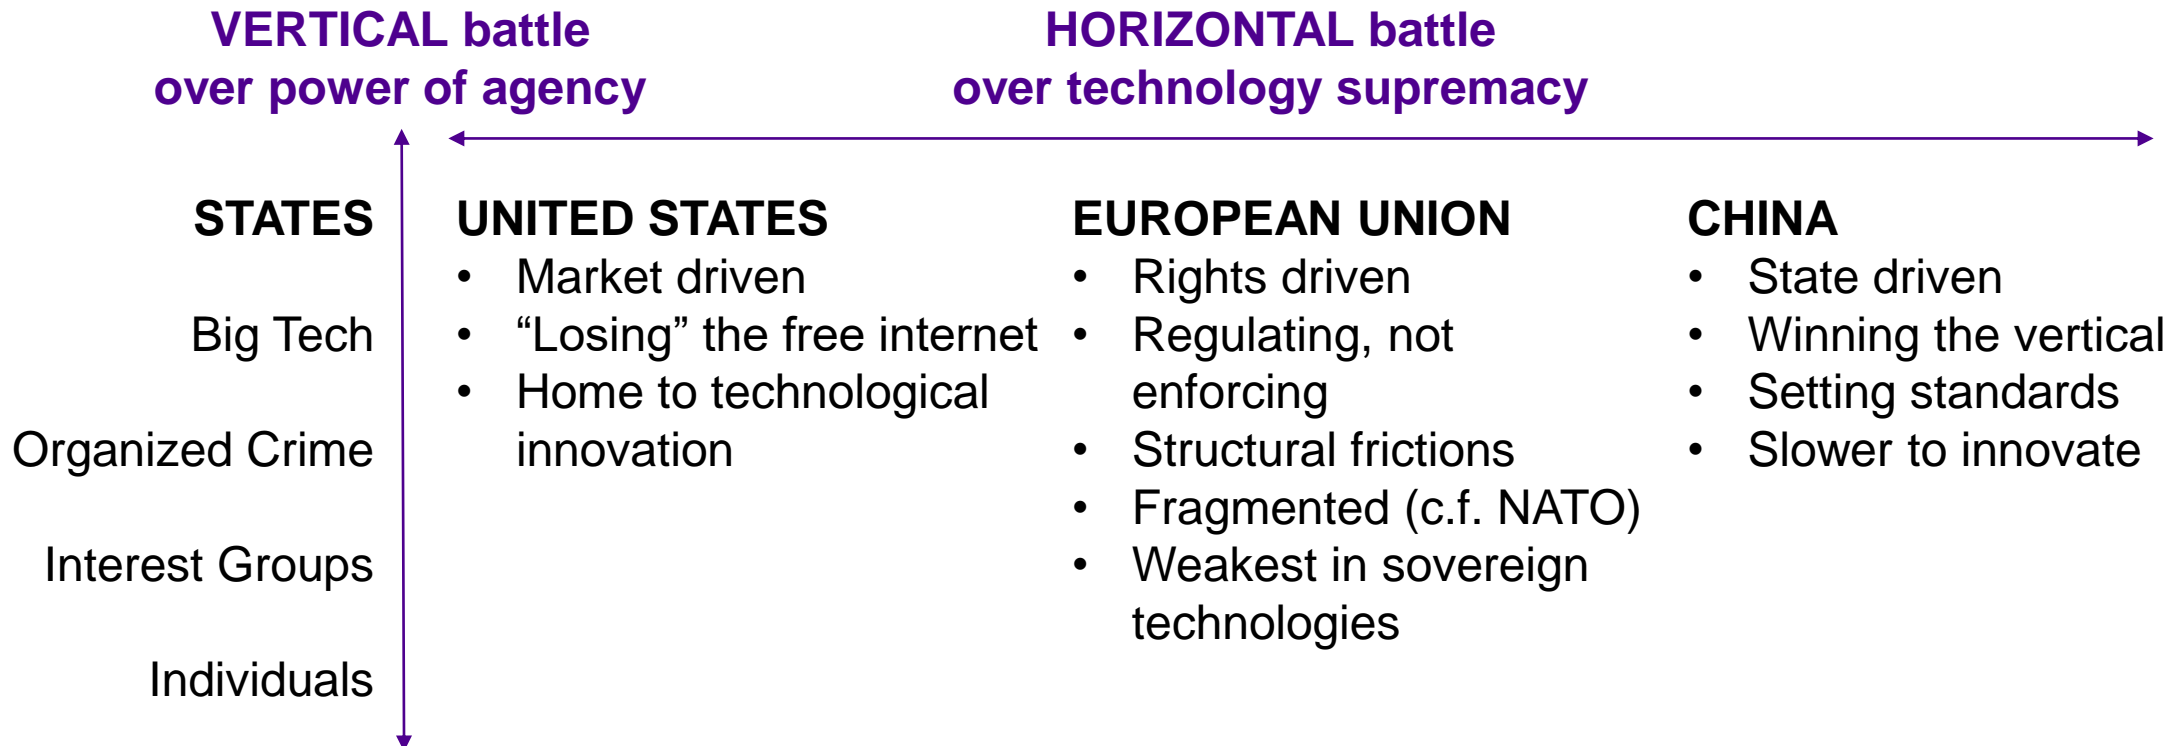 VERTICAL battle
over power of agency
HORIZONTAL battle
over technology supremacy
STATES
Big Tech
Organized Crime
Interest Groups
Individuals
UNITED STATES
• Market driven
• “Losing” the free internet
• Home to technological
innovation
EUROPEAN UNION
• Rights driven
• Regulating, not
enforcing
• Structural frictions
• Fragmented (c.f. NATO)
• Weakest in sovereign
technologies
CHINA
• State driven
• Winning the vertical
• Setting standards
• Slower to innovate